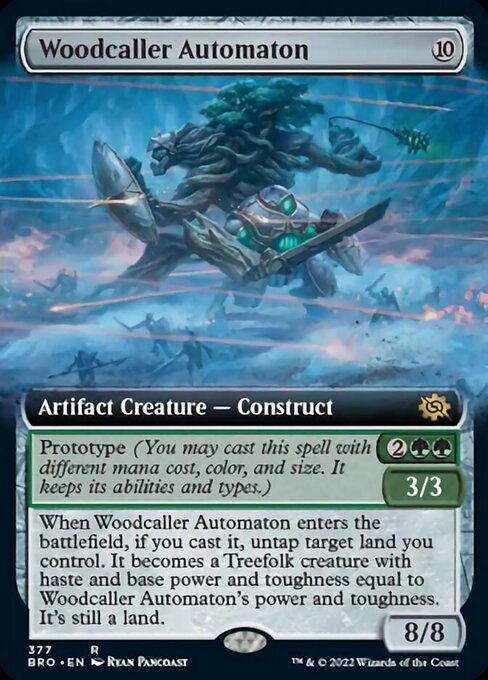 Woodcaller Automaton 10
Artifact Creature — Construct
Prototype (You may cast this spell with 2
different mana cost, color, and size. It
keeps its abilities and types.) 3/3
When Woodcaller Automaton enters the
battlefield, if you cast it, untap target land you
control. It becomes a Treefolk creature with
haste and base power and toughness equal to
Woodcaller Automaton's power and toughness.
It's still a land.
8/8
377 R
BRO • EN Ryan Pancoast ™ & © 2022 Wizards of the Coast